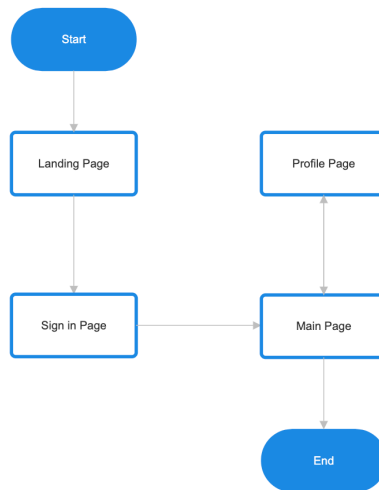 Start
Landing Page
Profile Page
Sign in Page
Main Page
End